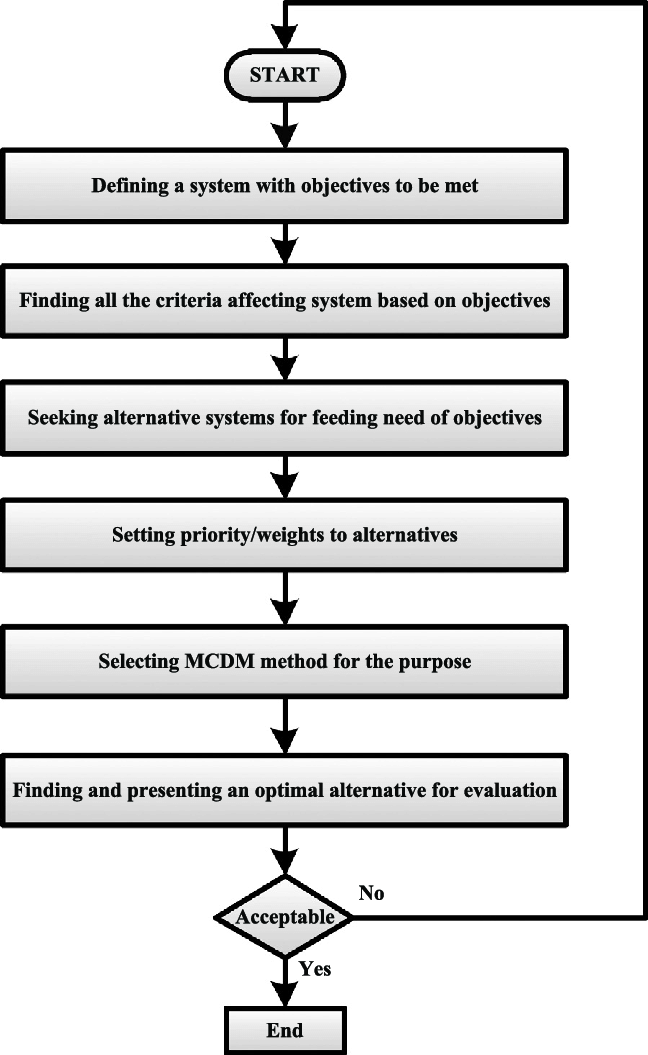 START
Defining a system with objectives to be met
Finding all the criteria affecting system based on objectives
Seeking alternative systems for feeding need of objectives
Setting priority/weights to alternatives
Selecting MCDM method for the purpose
Finding and presenting an optimal alternative for evaluation
No
Acceptable
Yes
End